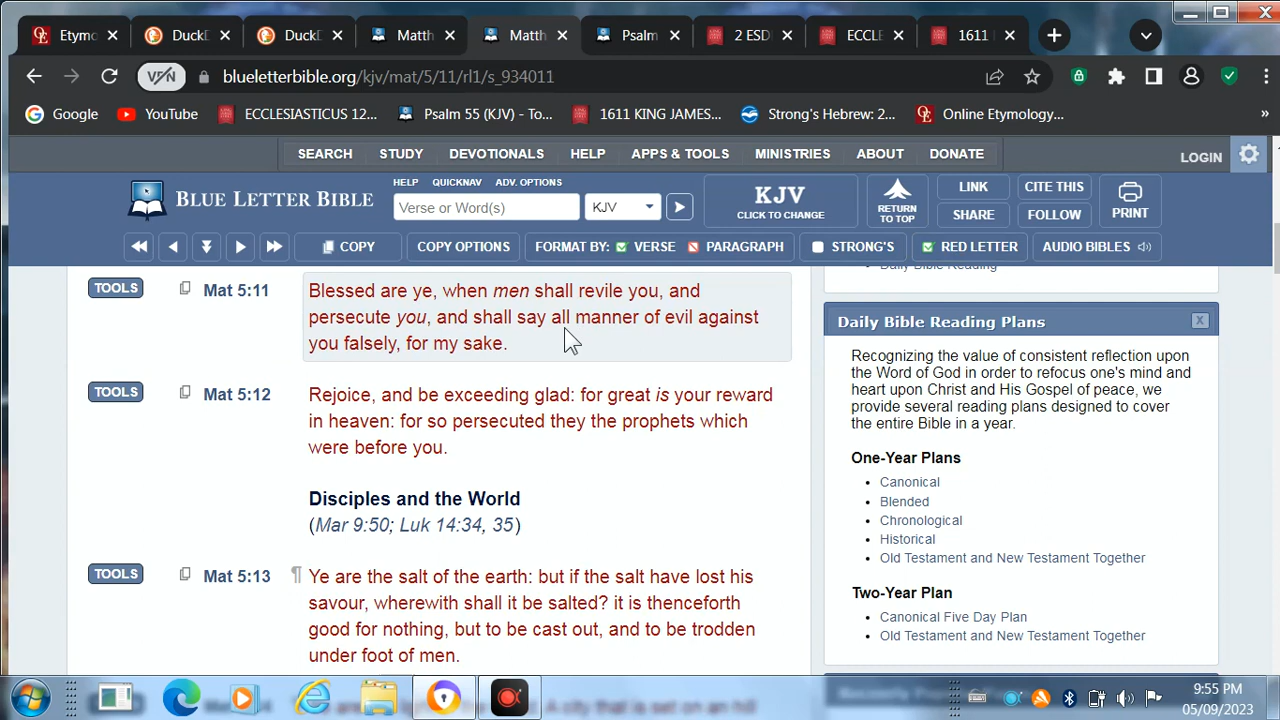 Etymo
DuckD
DuckD
Matth
Matth
Psalm
2 ESD
ECCLE
1611
VPN
blueletterbible.org/kjv/mat/5/11/rl1/s_934011
Google
YouTube
ECCLESIASTICUS 12...
Psalm 55 (KJV) - To...
1611 KING JAMES...
Strong's Hebrew: 2...
Online Etymology...
»
SEARCH STUDY DEVOTIONALS HELP APPS & TOOLS MINISTRIES ABOUT DONATE
LOGIN
BLUE LETTER BIBLE
HELP QUICKNAV ADV. OPTIONS
Verse or Word(s)
KJV
KJV
CLICK TO CHANGE
RETURN
TO TOP
LINK
CITE THIS
SHARE
FOLLOW
PRINT
COPY
COPY OPTIONS
FORMAT BY: VERSE PARAGRAPH
STRONG'S
RED LETTER
AUDIO BIBLES
TOOLS
Mat 5:11
Blessed are ye, when men shall revile you, and
persecute you, and shall say all manner of evil against
you falsely, for my sake.
TOOLS
Mat 5:12
Rejoice, and be exceeding glad: for great is your reward
in heaven: for so persecuted they the prophets which
were before you.
Disciples and the World
(Mar 9:50; Luk 14:34, 35)
TOOLS
Mat 5:13
¶ Ye are the salt of the earth: but if the salt have lost his
savour, wherewith shall it be salted? it is thenceforth
good for nothing, but to be cast out, and to be trodden
under foot of men.
Daily Bible Reading
Daily Bible Reading Plans
X
Recognizing the value of consistent reflection upon
the Word of God in order to refocus one's mind and
heart upon Christ and His Gospel of peace, we
provide several reading plans designed to cover
the entire Bible in a year.
One-Year Plans
• Canonical
• Blended
• Chronological
• Historical
• Old Testament and New Testament Together
Two-Year Plan
• Canonical Five Day Plan
• Old Testament and New Testament Together
9:55 PM
05/09/2023